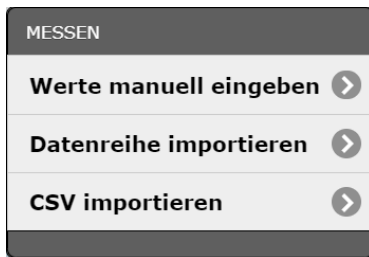 MESSEN
Werte manuell eingeben
Datenreihe importieren
CSV importieren